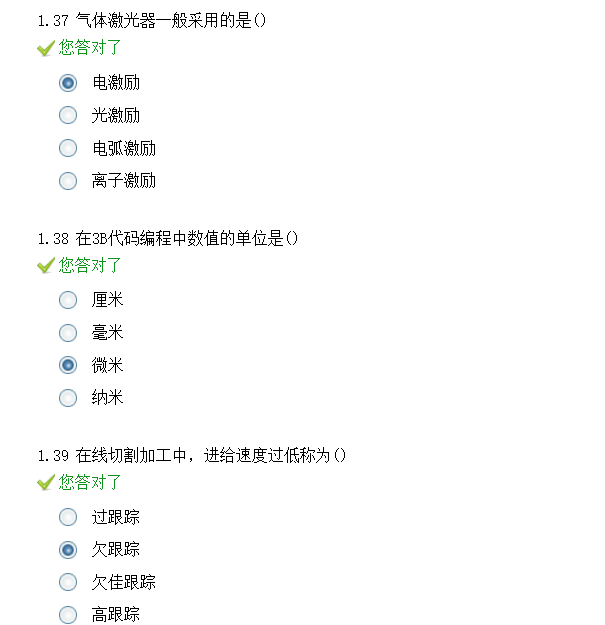 1.37 气体激光器一般采用的是()
您答对了
电激励
光激励
电弧激励
离子激励
1.38 在3B代码编程中数值的单位是()
您答对了
厘米
毫米
微米
纳米
1.39 在线切割加工中，进给速度过低称为()
您答对了
过跟踪
欠跟踪
欠佳跟踪
高跟踪